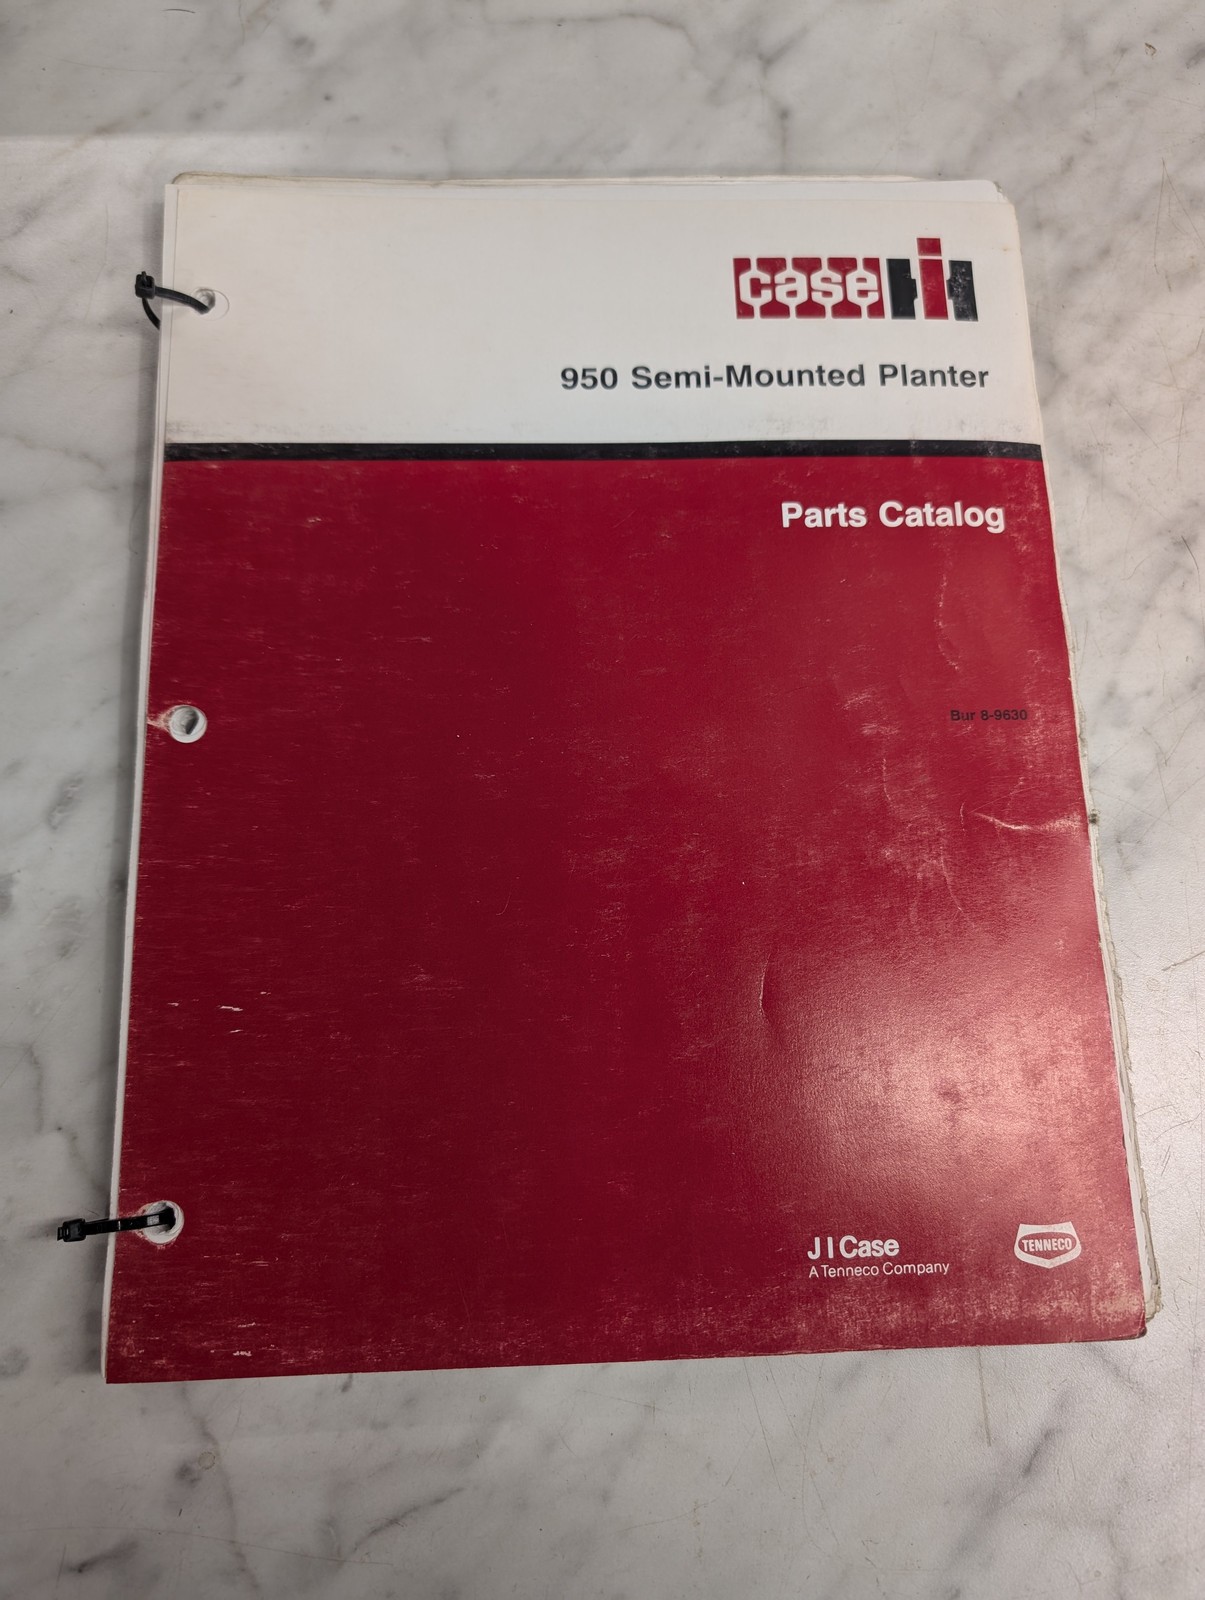 case IH
950 Semi-Mounted Planter
Parts Catalog
Bur 8-9630
J I Case
A Tenneco Company
TENNECO